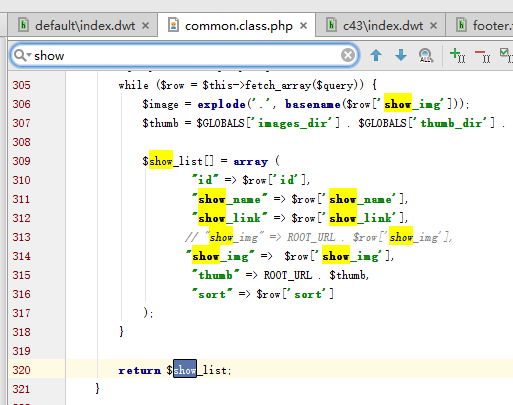 default\index.dwt × common.class.php × c43\index.dwt × footer.
show
305 while ($row = $this->fetch_array($query)) {
306 $image = explode('.', basename($row['show_img']));
307 $thumb = $GLOBALS['images_dir'] . $GLOBALS['thumb_dir'] .
308
309 $show_list[] = array (
310 "id" => $row['id'],
311 "show_name" => $row['show_name'],
312 "show_link" => $row['show_link'],
313 // "show_img" => ROOT_URL . $row['show_img'],
314 "show_img" => $row['show_img'],
315 "thumb" => ROOT_URL . $thumb,
316 "sort" => $row['sort']
317 );
318 }
319
320 return $show_list;
321 }